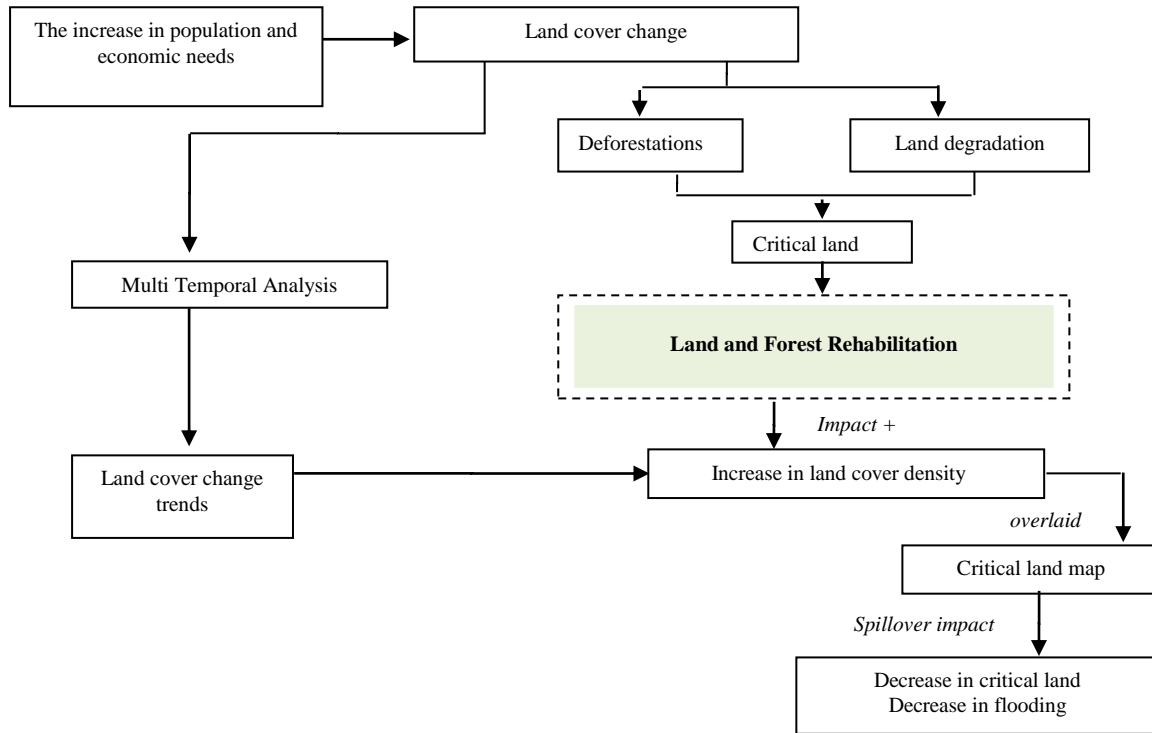 The increase in population and
economic needs
Land cover change
Deforestations
Land degradation
Critical land
Multi Temporal Analysis
Land and Forest Rehabilitation
Impact +
Land cover change
trends
Increase in land cover density
overlaid
Critical land map
Spillover impact
Decrease in critical land
Decrease in flooding